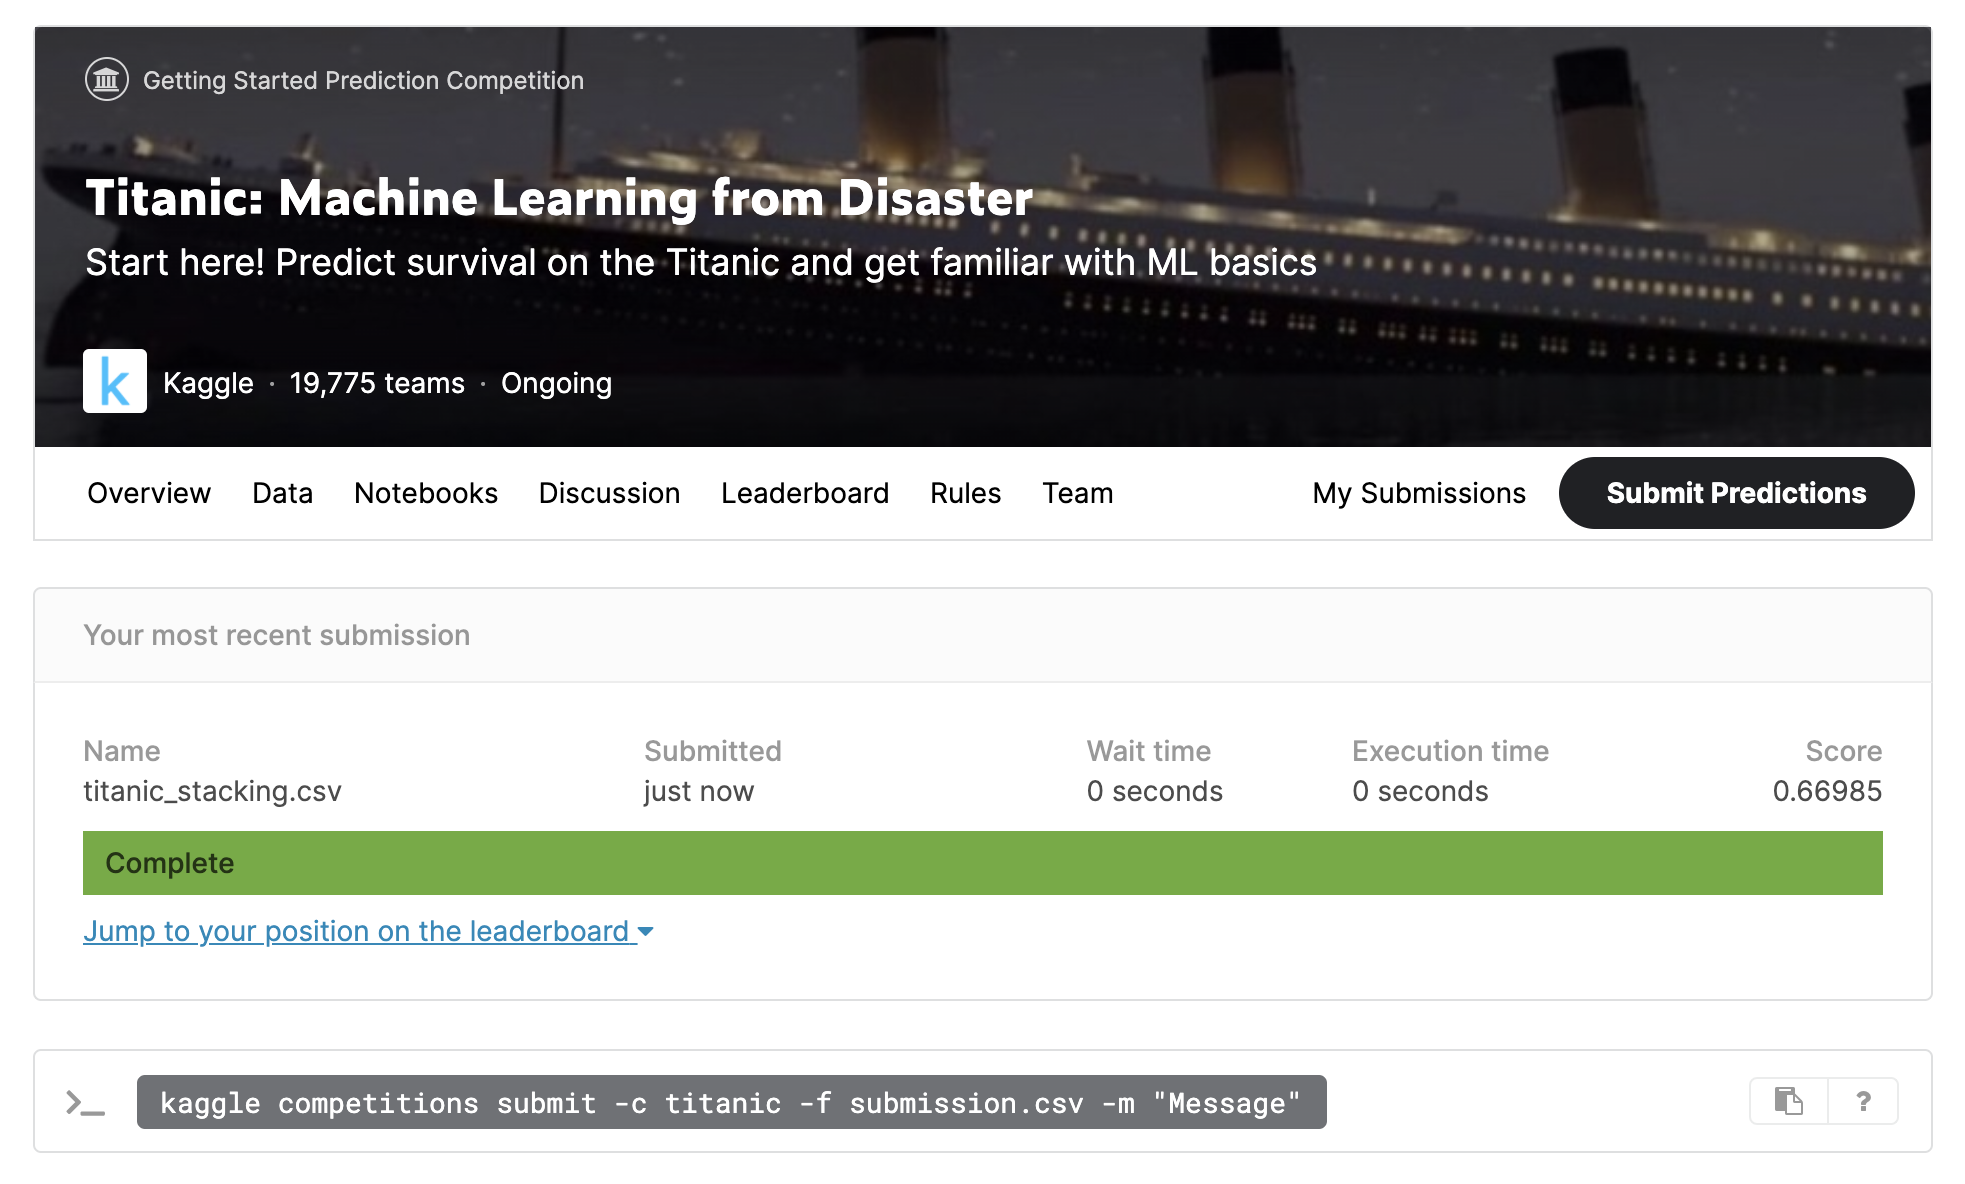 Getting Started Prediction Competition
Titanic: Machine Learning from Disaster
Start here! Predict survival on the Titanic and get familiar with ML basics
k Kaggle · 19,775 teams · Ongoing
Overview Data Notebooks Discussion Leaderboard Rules Team My Submissions Submit Predictions
Your most recent submission
Name Submitted Wait time Execution time Score
titanic_stacking.csv just now 0 seconds 0 seconds 0.66985
Complete
Jump to your position on the leaderboard
>_ kaggle competitions submit -c titanic -f submission.csv -m "Message" ?